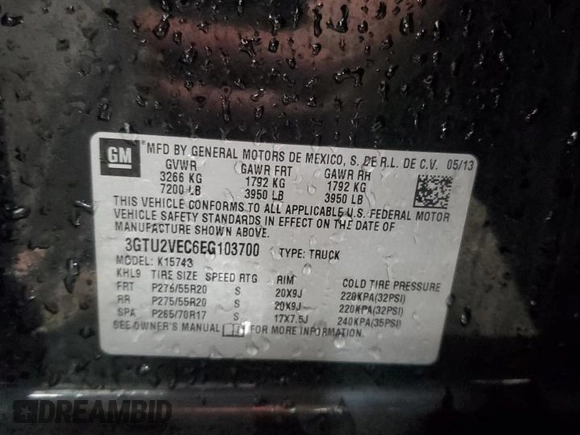 GM
MFD BY GENERAL MOTORS DE MEXICO, S. DE R.L. DE C.V. 05/13
GVWR GAWR FRT GAWR RR
3266 KG 1792 KG 1792 KG
7200 LB 3950 LB 3950 LB
THIS VEHICLE CONFORMS TO ALL APPLICABLE U.S. FEDERAL MOTOR
VEHICLE SAFETY STANDARDS IN EFFECT ON THE DATE OF
MANUFACTURE SHOWN ABOVE.
3GTU2VEC6EG103700 TYPE: TRUCK
MODEL: K15743
KHL9 TIRE SIZE SPEED RTG RIM COLD TIRE PRESSURE
FRT P275/55R20 S 20X9J 220KPA(32PSI)
RR P275/55R20 S 20X9J 220KPA(32PSI)
SPA P265/70R17 S 17X7.5J 240KPA(35PSI)
SEE OWNER'S MANUAL FOR MORE INFORMATION.
DREAMBID